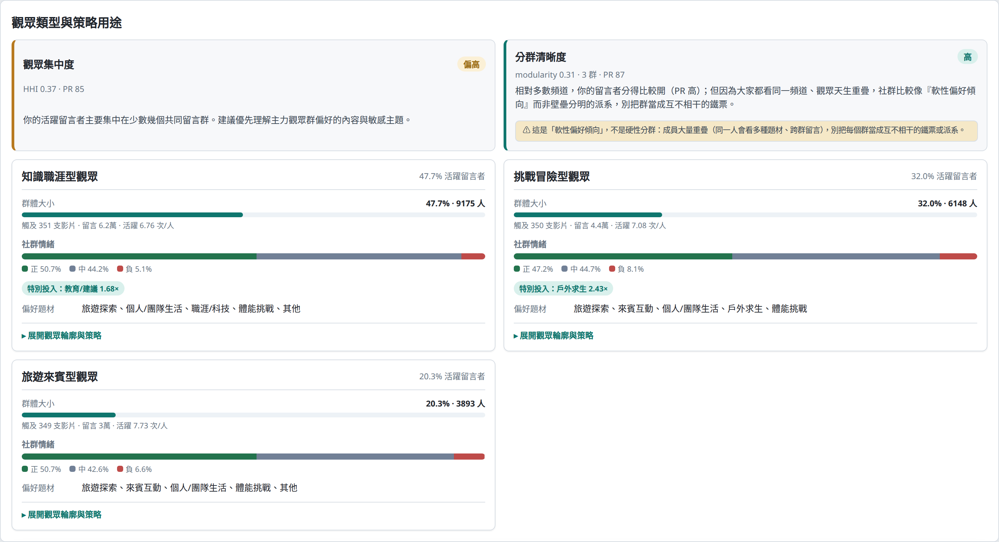 觀眾類型與策略用途
觀眾集中度
偏高
HHI 0.37 · PR 85
你的活躍留言者主要集中在少數幾個共同留言群。建議優先理解主力觀眾群偏好的內容與敏感主題。
分群清晰度
高
modularity 0.31 · 3 群 · PR 87
相對多數頻道，你的留言者分得比較開（PR 高）；但因為大家都看同一頻道、觀眾天生重疊，社群比較像『軟性偏好傾
向』而非壁壘分明的派系，別把群當成互不相干的鐵票。
⚠ 這是「軟性偏好傾向」，不是硬性分群：成員大量重疊（同一人會看多種題材、跨群留言），別把每個群當成互不相干的鐵票或派系。
知識職涯型觀眾
47.7% 活躍留言者
群體大小
47.7% · 9175 人
觸及 351 支影片 · 留言 6.2萬 · 活躍 6.76 次/人
社群情緒
正 50.7% 中 44.2% 負 5.1%
特別投入：教育/建議 1.68×
偏好題材 旅遊探索、個人/團隊生活、職涯/科技、體能挑戰、其他
▸ 展開觀眾輪廓與策略
挑戰冒險型觀眾
32.0% 活躍留言者
群體大小
32.0% · 6148 人
觸及 350 支影片 · 留言 4.4萬 · 活躍 7.08 次/人
社群情緒
正 47.2% 中 44.7% 負 8.1%
特別投入：戶外求生 2.43×
偏好題材 旅遊探索、來賓互動、個人/團隊生活、戶外求生、體能挑戰
▸ 展開觀眾輪廓與策略
旅遊來賓型觀眾
20.3% 活躍留言者
群體大小
20.3% · 3893 人
觸及 349 支影片 · 留言 3萬 · 活躍 7.73 次/人
社群情緒
正 50.7% 中 42.6% 負 6.6%
偏好題材 旅遊探索、來賓互動、個人/團隊生活、體能挑戰、其他
▸ 展開觀眾輪廓與策略